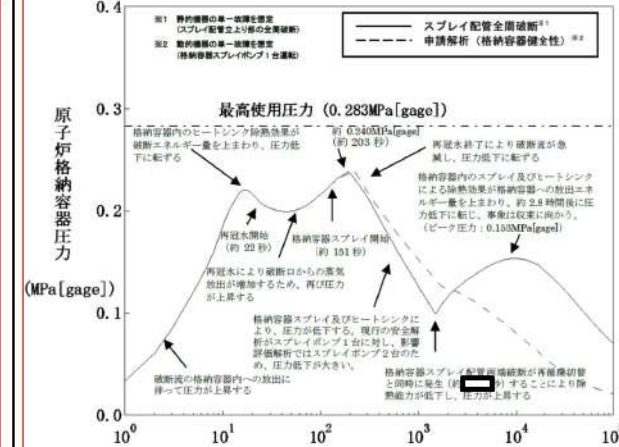 0.4
※1 静的機器の単一故障を想定
(スプレイ配管立上り部の全周破断)
※2 動的機器の単一故障を想定
(格納容器スプレイポンプ1台運転)
スプレイ配管全周破断※1
申請解析(格納容器健全性)※2
0.3
最高使用圧力(0.283MPa[gage])
格納容器内のヒートシンク除熱効果が
破断エネルギー量を上まわり、圧力低
下に転ずる
約 0.240MPa[gage]
(約 203 秒)
再冠水終了により破断流が急
減し、圧力低下に転ずる
格納容器内のスプレイ及びヒートシンク
による除熱効果が格納容器への放出エネ
ルギー量を上まわり、約 2.8 時間後に圧
力低下に転じ、事象は収束に向かう。
(ピーク圧力:0.153MPa[gage])
原子炉格納容器圧力
(MPa[gage])
0.2
再冠水開始
(約 22 秒)
格納容器スプレイ開始
(約 151 秒)
再冠水により破断口からの蒸気
放出が増加するため、再び圧力
が上昇する
0.1
格納容器スプレイ及びヒートシンクに
より、圧力が低下する。現行の安全解
析がスプレイポンプ1台に対し、影響
評価解析ではスプレイポンプ2台のた
め、圧力低下が大きい。
破断流の格納容器内への放出に
伴って圧力が上昇する
格納容器スプレイ配管両端破断が再循環切替
と同時に発生(約 秒)することにより除
熱能力が低下し、圧力が上昇する
0.0
10⁰ 10¹ 10² 10³ 10⁴ 10